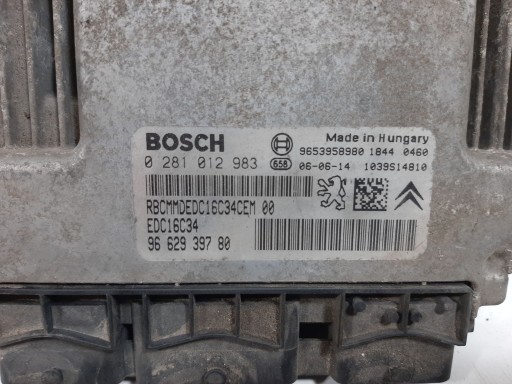 BOSCH
Made in Hungary
9653958980 1844 0460
0 281 012 983 656 06-06-14 1039S14810
RBCMMDEDC16C34CEM 00
EDC16C34
96 629 397 80